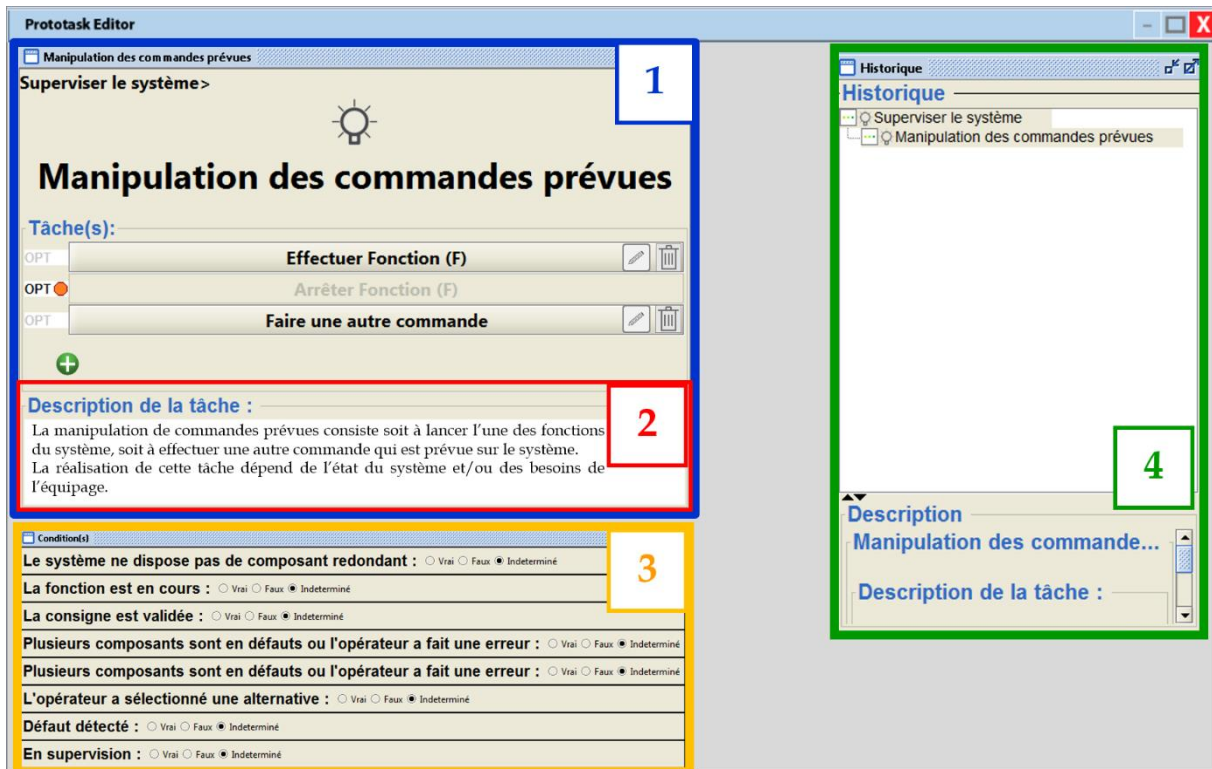 Prototask Editor
Manipulation des commandes prévues
1
Superviser le système>
Manipulation des commandes prévues
Tâche(s):
OPT
Effectuer Fonction (F)
OPT
Arrêter Fonction (F)
OPT
Faire une autre commande
Description de la tâche :
2
La manipulation de commandes prévues consiste soit à lancer l'une des fonctions
du système, soit à effectuer une autre commande qui est prévue sur le système.
La réalisation de cette tâche dépend de l'état du système et/ou des besoins de
l'équipage.
Condition(s)
3
Le système ne dispose pas de composant redondant : Vrai Faux Indeterminé
La fonction est en cours : Vrai Faux Indeterminé
La consigne est validée : Vrai Faux Indeterminé
Plusieurs composants sont en défauts ou l'opérateur a fait une erreur : Vrai Faux Indeterminé
Plusieurs composants sont en défauts ou l'opérateur a fait une erreur : Vrai Faux Indeterminé
L'opérateur a sélectionné une alternative : Vrai Faux Indeterminé
Défaut détecté : Vrai Faux Indeterminé
En supervision : Vrai Faux Indeterminé
Historique
Historique
Superviser le système
Manipulation des commandes prévues
4
Description
Manipulation des commande...
Description de la tâche :